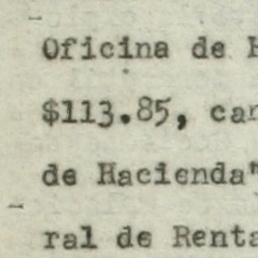 Oficina de H
$113.85, can
de Hacienda"
ral de Renta